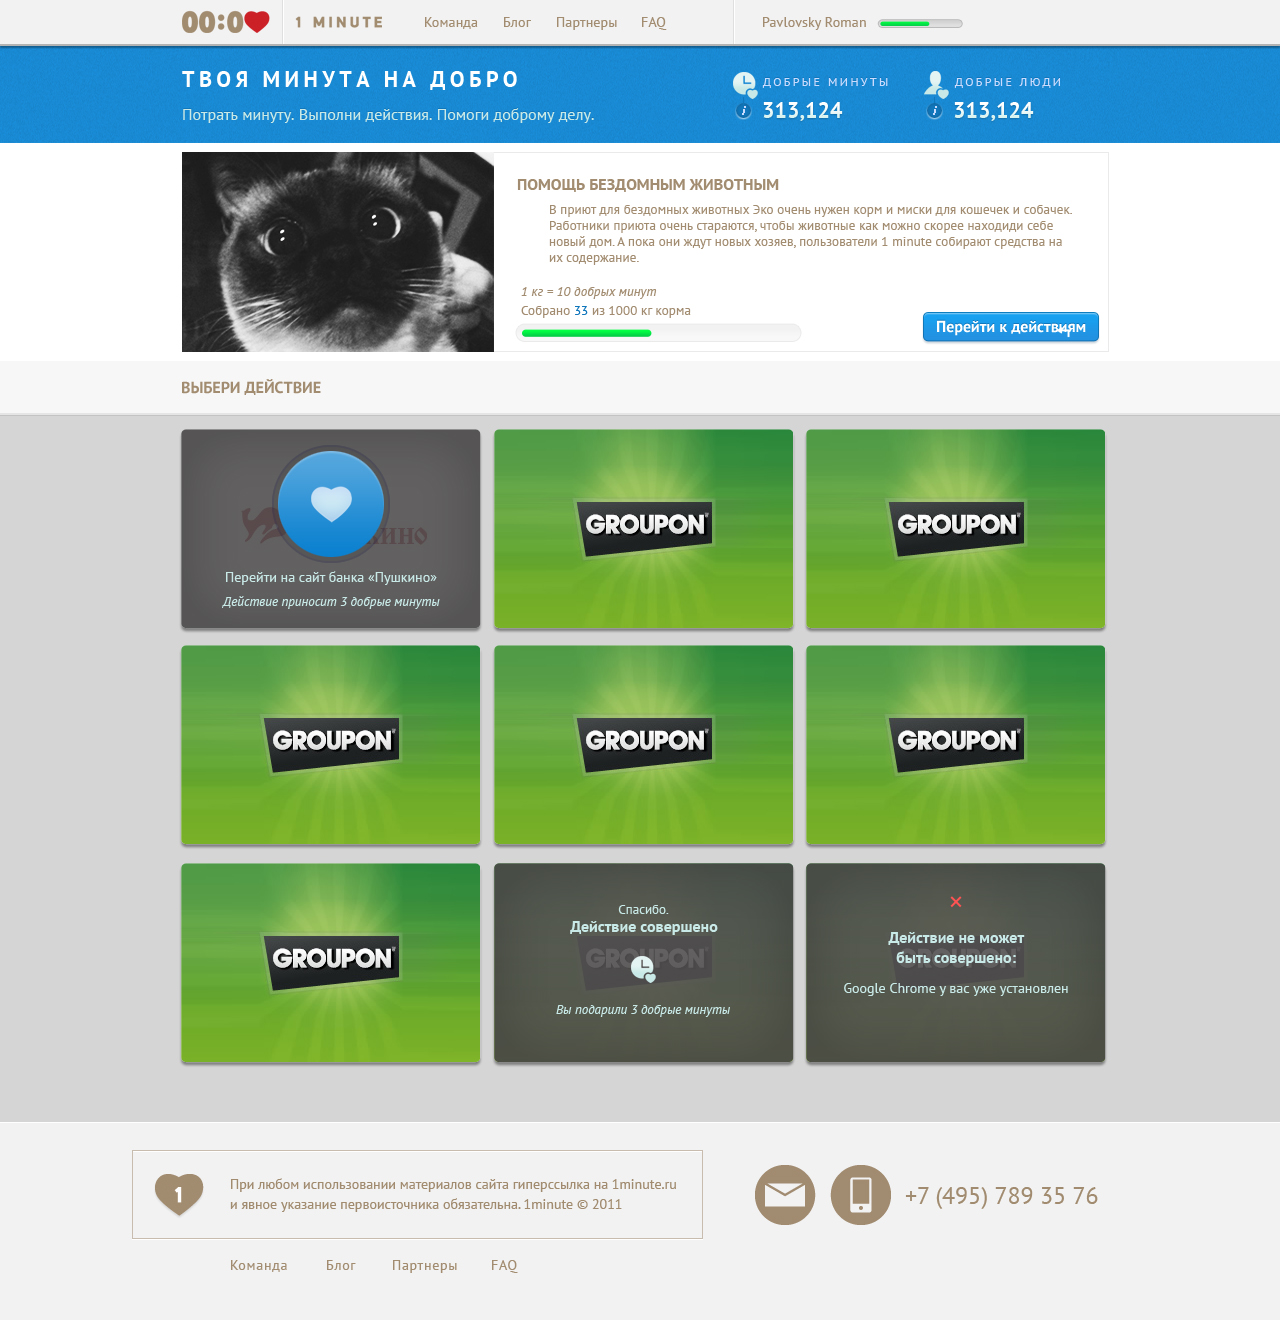 00:0
1 MINUTE
Команда Блог Партнеры FAQ
Pavlovsky Roman
ТВОЯ МИНУТА НА ДОБРО
Потрать минуту. Выполни действия. Помоги доброму делу.
ДОБРЫЕ МИНУТЫ
i 313,124
ДОБРЫЕ ЛЮДИ
i 313,124
ПОМОЩЬ БЕЗДОМНЫМ ЖИВОТНЫМ
В приют для бездомных животных Эко очень нужен корм и миски для кошечек и собачек.
Работники приюта очень стараются, чтобы животные как можно скорее находиди себе
новый дом. А пока они ждут новых хозяев, пользователи 1 minute собирают средства на
их содержание.
1 кг = 10 добрых минут
Собрано 33 из 1000 кг корма
Перейти к действиям
ВЫБЕРИ ДЕЙСТВИЕ
Перейти на сайт банка «Пушкино»
Действие приносит 3 добрые минуты
GROUPON
GROUPON
GROUPON
GROUPON
GROUPON
GROUPON
Спасибо.
Действие совершено
Вы подарили 3 добрые минуты
Действие не может
быть совершено:
Google Chrome у вас уже установлен
1
При любом использовании материалов сайта гиперссылка на 1minute.ru
и явное указание первоисточника обязательна. 1minute © 2011
+7 (495) 789 35 76
Команда Блог Партнеры FAQ